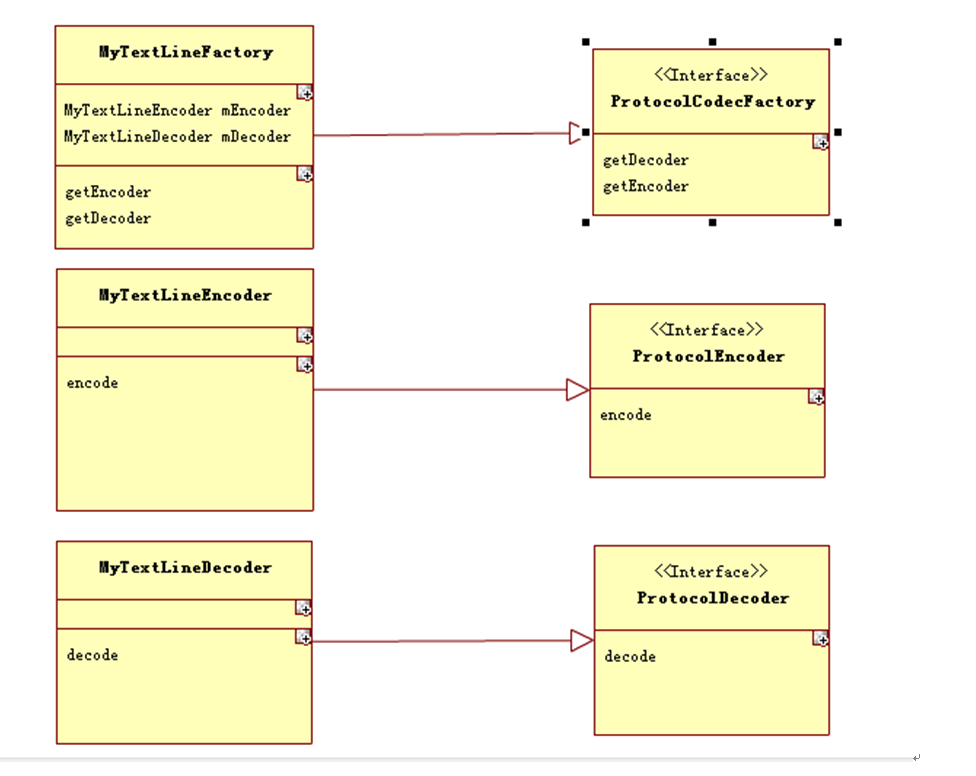 MyTextLineFactory
MyTextLineEncoder mEncoder
MyTextLineDecoder mDecoder
getEncoder
getDecoder
<<Interface>>
ProtocolCodecFactory
getDecoder
getEncoder
MyTextLineEncoder
encode
<<Interface>>
ProtocolEncoder
encode
MyTextLineDecoder
decode
<<Interface>>
ProtocolDecoder
decode